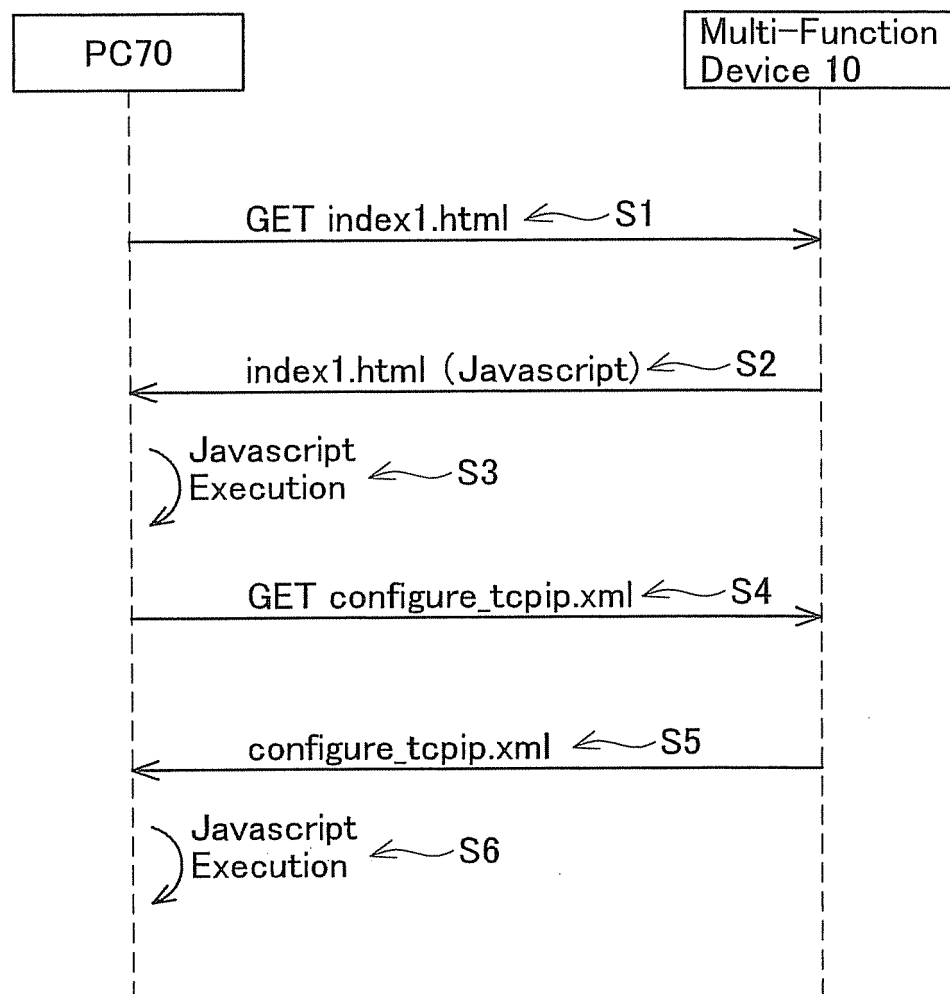 PC70
Multi-Function
Device 10
GET index1.html
S1
index1.html (Javascript)
S2
Javascript
Execution
S3
GET configure_tcpip.xml
S4
configure_tcpip.xml
S5
Javascript
Execution
S6